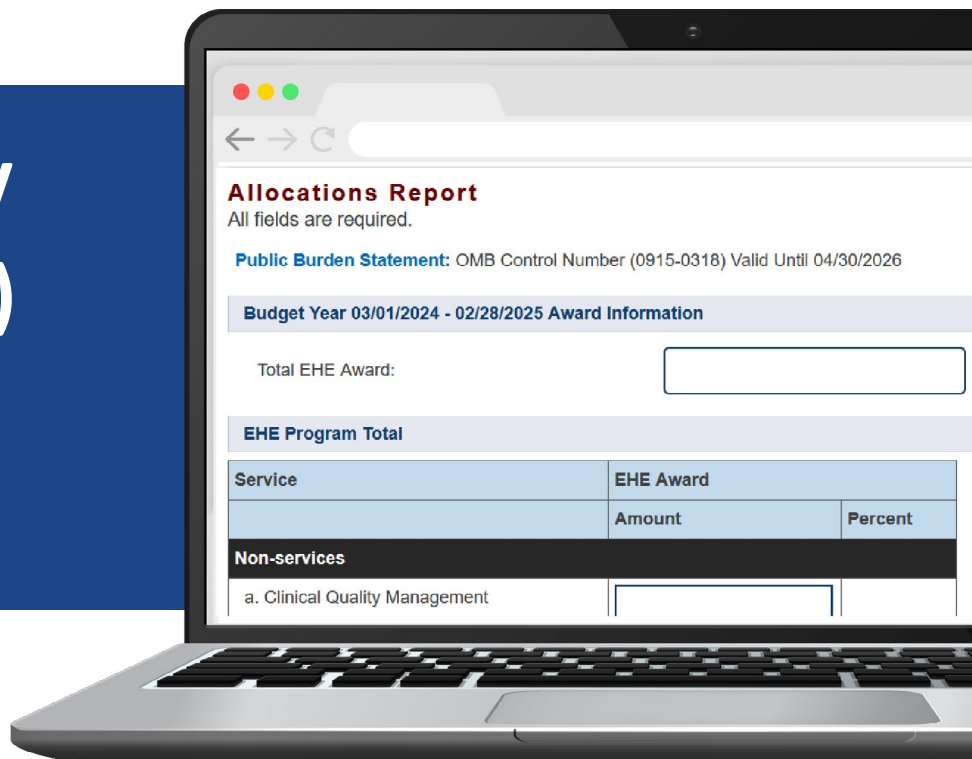 Allocations Report
All fields are required.
Public Burden Statement: OMB Control Number (0915-0318) Valid Until 04/30/2026
Budget Year 03/01/2024 - 02/28/2025 Award Information
Total EHE Award:
EHE Program Total
Service EHE Award
Amount Percent
Non-services
a. Clinical Quality Management